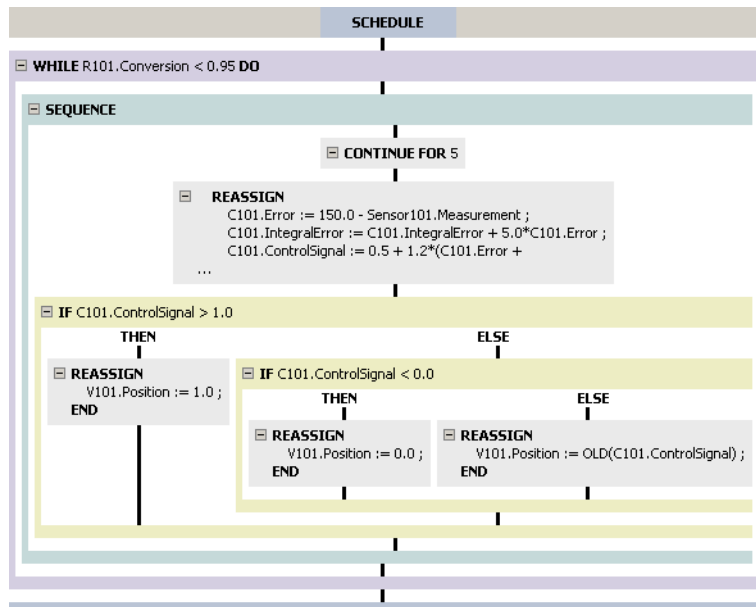 SCHEDULE
WHILE R101.Conversion < 0.95 DO
SEQUENCE
CONTINUE FOR 5
REASSIGN
C101.Error := 150.0 - Sensor101.Measurement ;
C101.IntegralError := C101.IntegralError + 5.0*C101.Error ;
C101.ControlSignal := 0.5 + 1.2*(C101.Error +
...
IF C101.ControlSignal > 1.0
THEN
ELSE
REASSIGN
V101.Position := 1.0 ;
END
IF C101.ControlSignal < 0.0
THEN
ELSE
REASSIGN
V101.Position := 0.0 ;
END
REASSIGN
V101.Position := OLD(C101.ControlSignal) ;
END